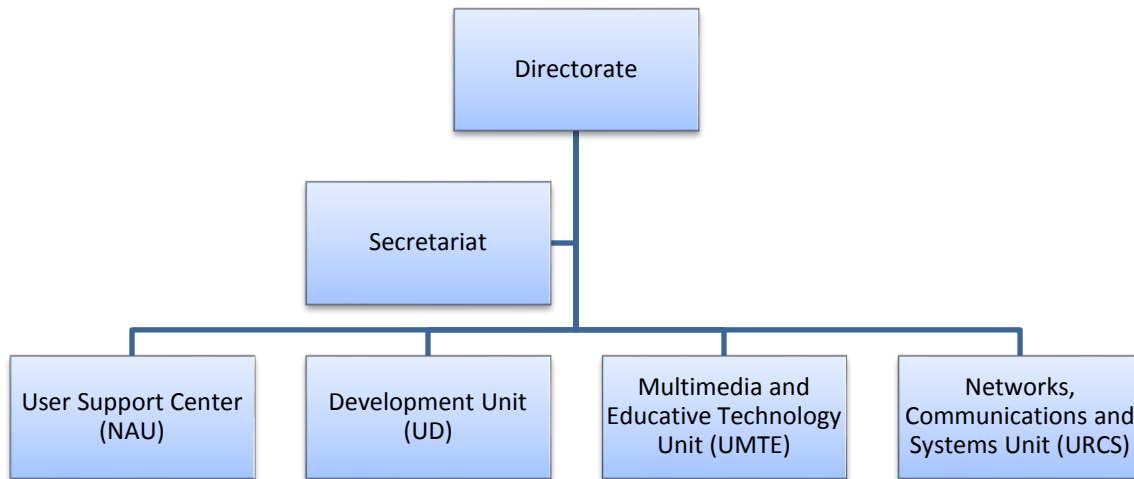 Directorate
Secretariat
User Support Center
(NAU)
Development Unit
(UD)
Multimedia and
Educative Technology
Unit (UMTE)
Networks,
Communications and
Systems Unit (URCS)